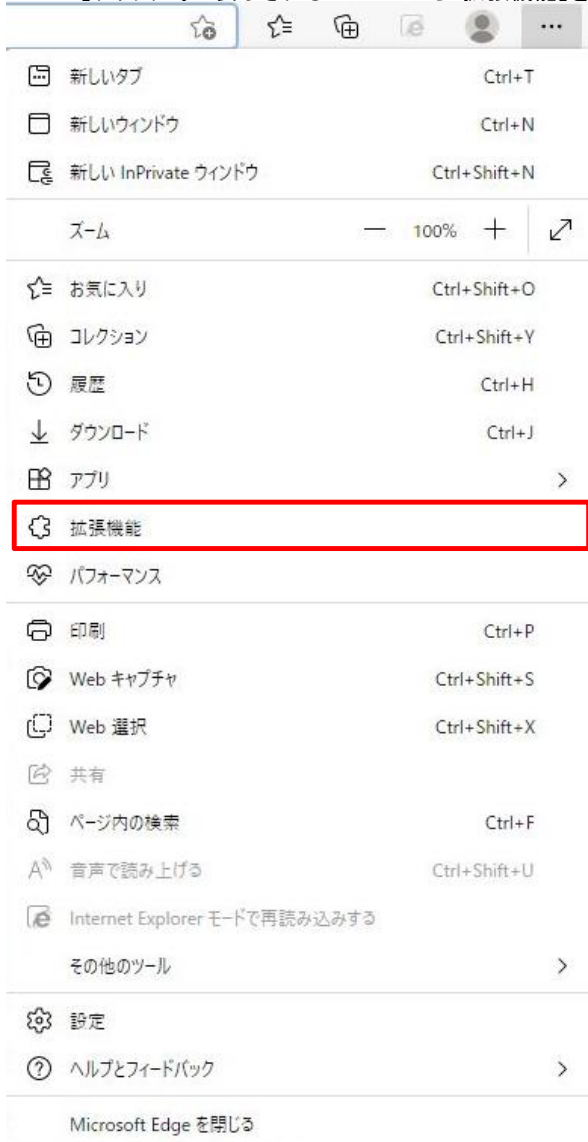 新しいタブ Ctrl+T
新しいウィンドウ Ctrl+N
新しい InPrivate ウィンドウ Ctrl+Shift+N
ズーム — 100% +
お気に入り Ctrl+Shift+O
コレクション Ctrl+Shift+Y
履歴 Ctrl+H
ダウンロード Ctrl+J
アプリ
拡張機能
パフォーマンス
印刷 Ctrl+P
Web キャプチャ Ctrl+Shift+S
Web 選択 Ctrl+Shift+X
共有
ページ内の検索 Ctrl+F
音声で読み上げる Ctrl+Shift+U
Internet Explorer モードで再読み込みする
その他のツール
設定
ヘルプとフィードバック
Microsoft Edge を閉じる